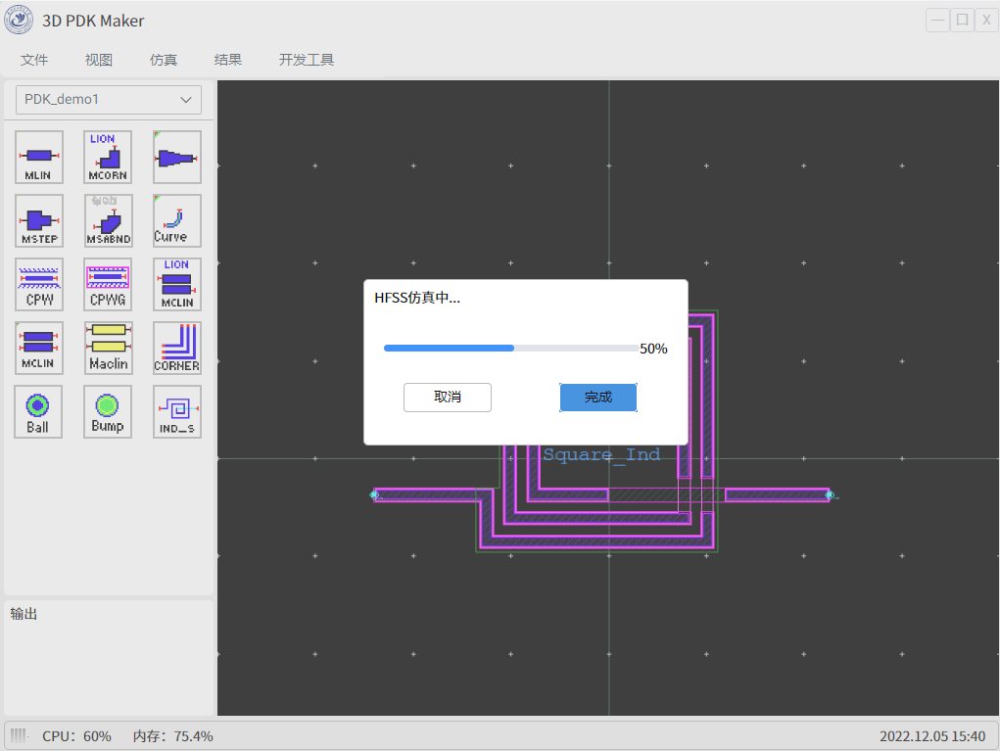 3D PDK Maker
文件 视图 仿真 结果 开发工具
PDK_demo1
MLIN
LION
MCORN
MSTEP
MSABND
Curve
CPW
CPWG
LION
MCLIN
MCLIN
Maclin
CORNER
Ball
Bump
IND_S
HFSS仿真中...
50%
取消 完成
Square_Ind
输出
CPU：60% 内存：75.4% 2022.12.05 15:40